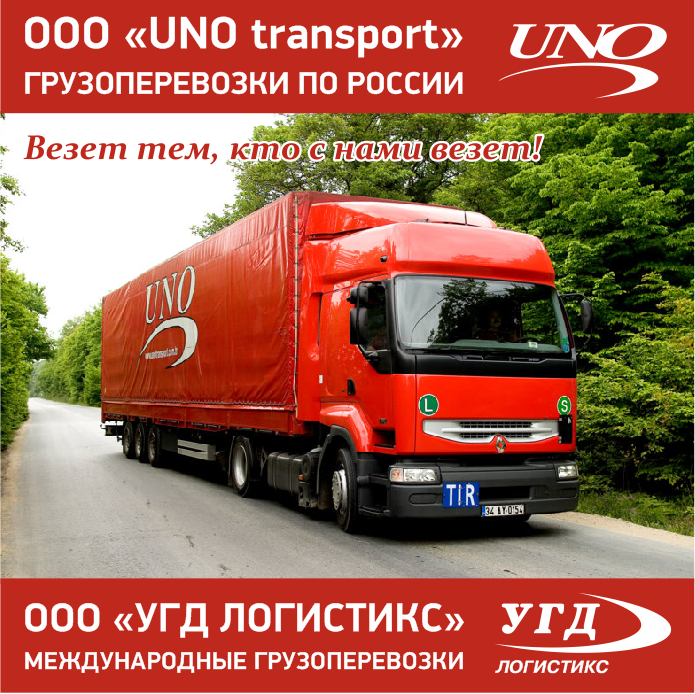 ООО «UNO transport»
UNO
ГРУЗОПЕРЕВОЗКИ ПО РОССИИ
Везет тем, кто с нами везет!
UNO
L
S
TIR
ООО «УГД ЛОГИСТИКС»
УГД
ЛОГИСТИКС
МЕЖДУНАРОДНЫЕ ГРУЗОПЕРЕВОЗКИ